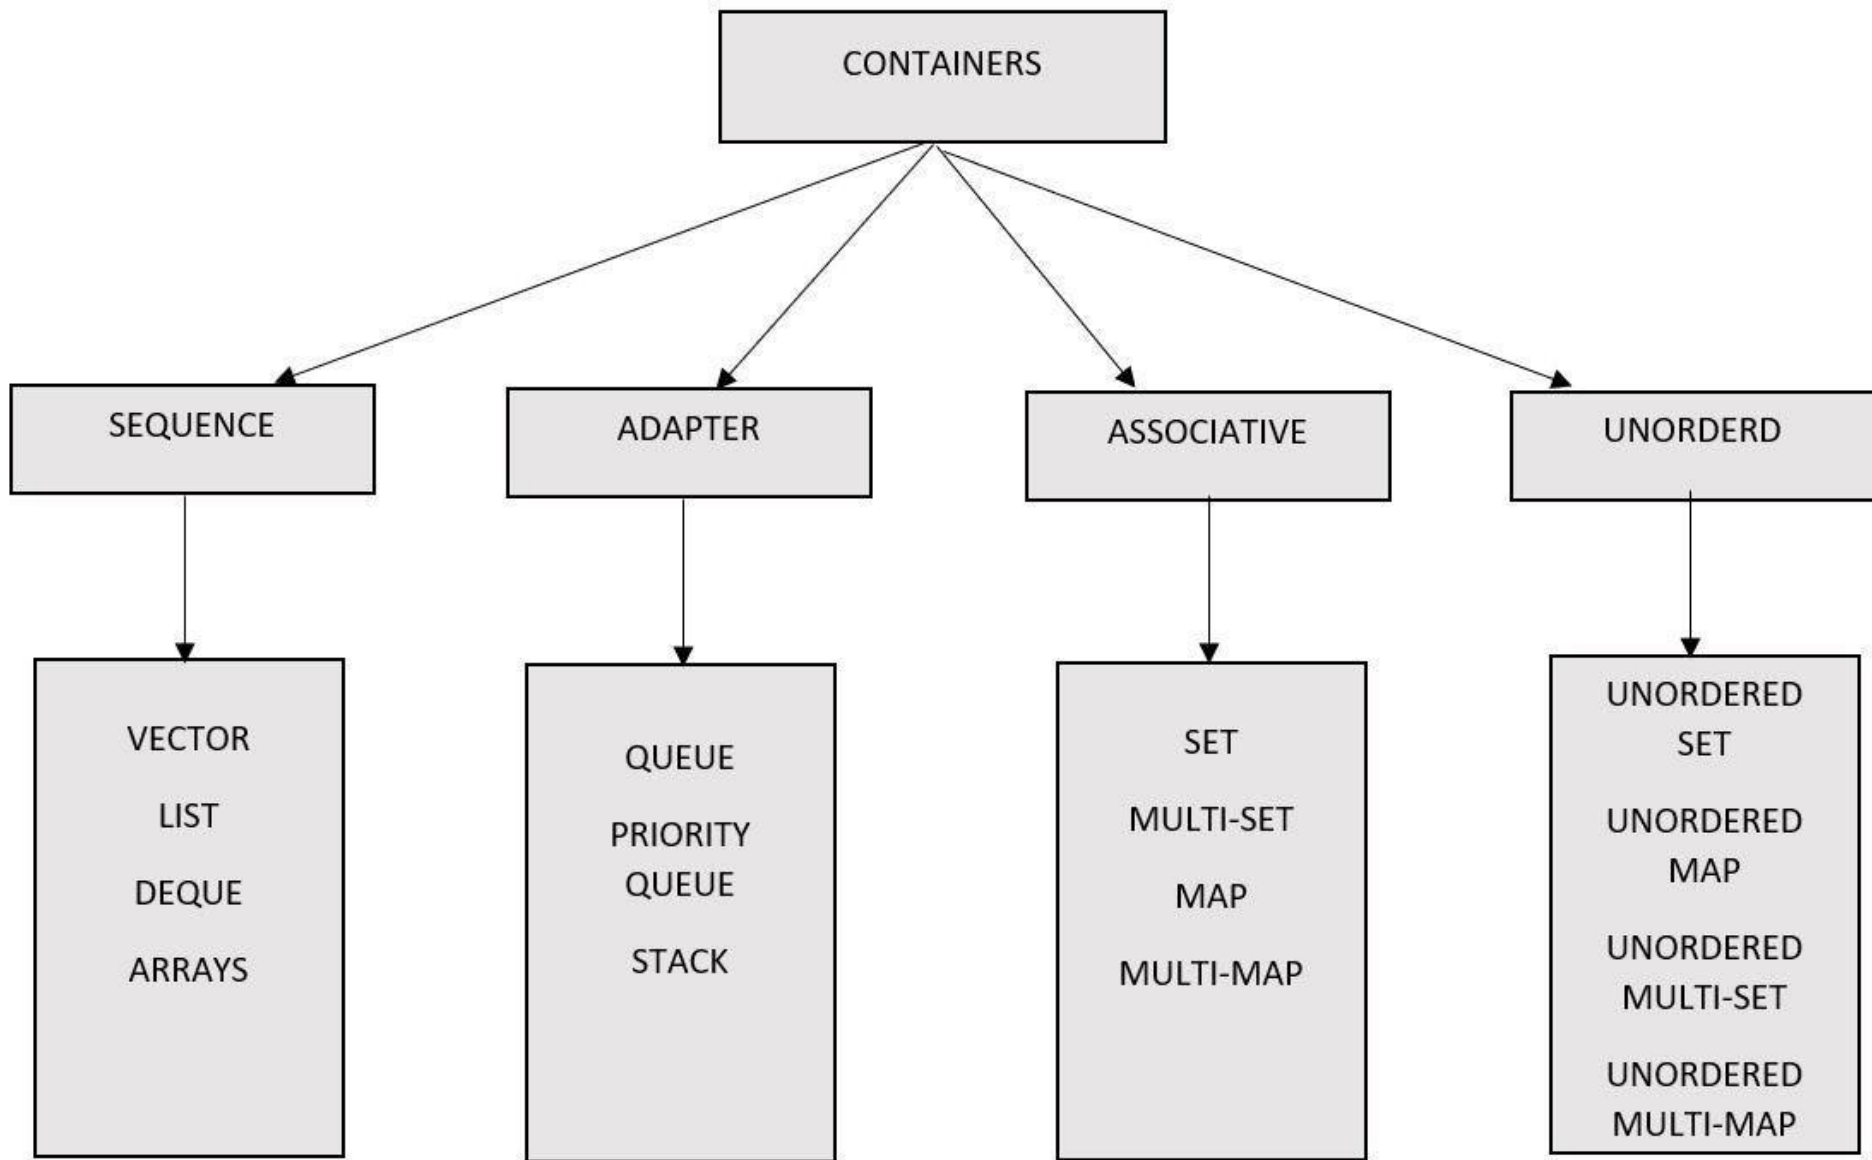 CONTAINERS
SEQUENCE
ADAPTER
ASSOCIATIVE
UNORDERD
VECTOR
LIST
DEQUE
ARRAYS
QUEUE
PRIORITY
QUEUE
STACK
SET
MULTI-SET
MAP
MULTI-MAP
UNORDERED
SET
UNORDERED
MAP
UNORDERED
MULTI-SET
UNORDERED
MULTI-MAP